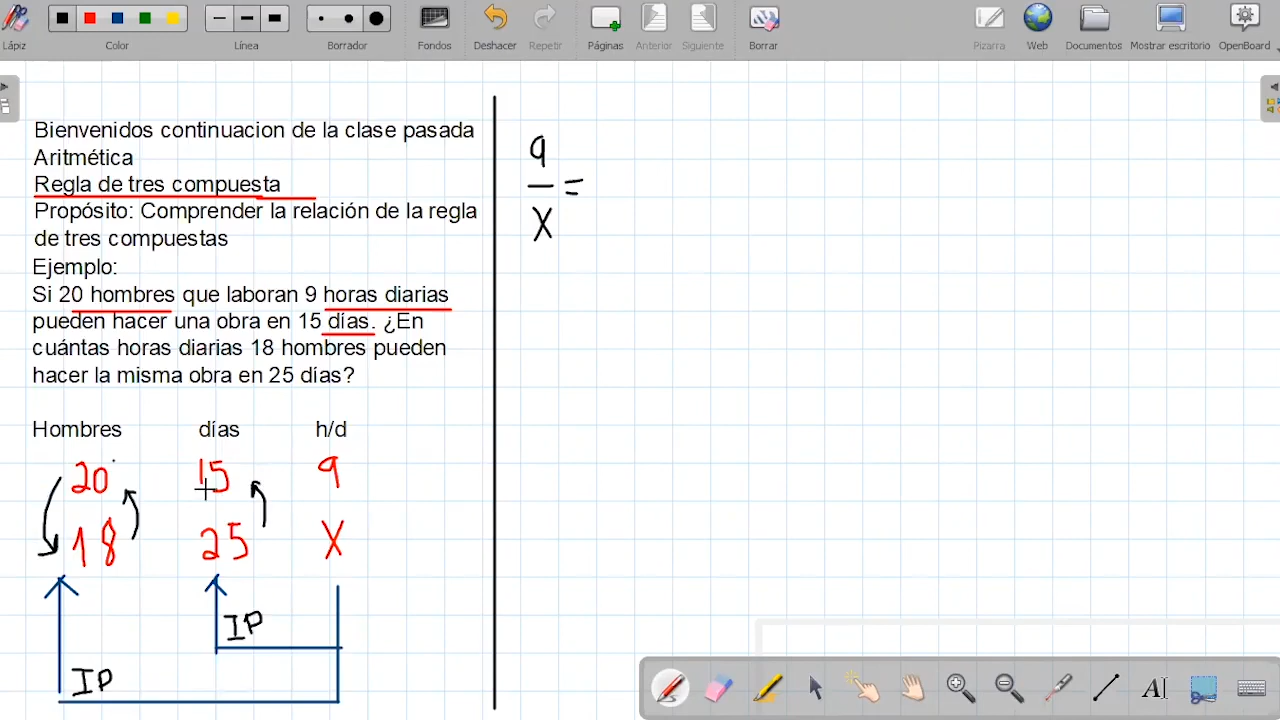 Lápiz
Color
Línea
Borrador
Fondos
Deshacer
Repetir
Páginas
Anterior
Siguiente
Borrar
Pizarra
Web
Documentos
Mostrar escritorio
OpenBoard
Bienvenidos continuacion de la clase pasada
Aritmética
Regla de tres compuesta
Propósito: Comprender la relación de la regla
de tres compuestas
Ejemplo:
Si 20 hombres que laboran 9 horas diarias
pueden hacer una obra en 15 días. ¿En
cuántas horas diarias 18 hombres pueden
hacer la misma obra en 25 días?
Hombres días h/d
20 15 9
18 25 X
IP
IP
9
— =
X